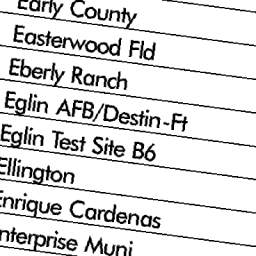 Early County
Easterwood Fld
Eberly Ranch
Eglin AFB/Destin-Ft
Eglin Test Site B6
Ellington
Enrique Cardenas
Enterprise Muni